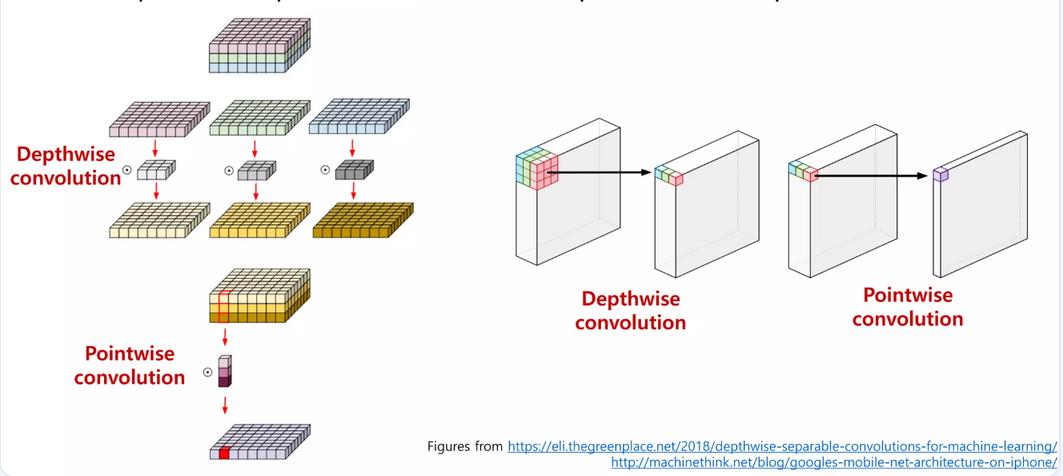 Depthwise
convolution
Pointwise
convolution
Depthwise
convolution
Pointwise
convolution
Figures from https://eli.thegreenplace.net/2018/depthwise-separable-convolutions-for-machine-learning/
http://machinethink.net/blog/googles-mobile-net-architecture-on-iphone/